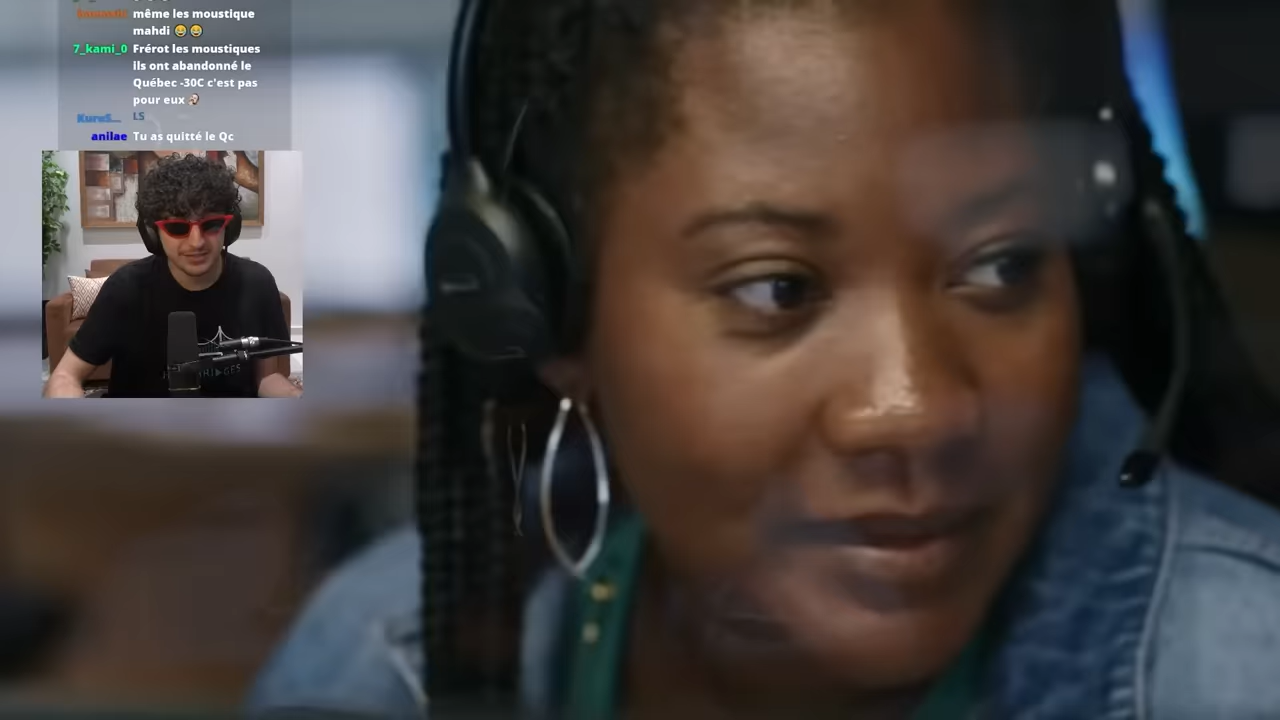 même les moustique
mahdi 😂😂
7_kami_0 Frérot les moustiques
ils ont abandonné le
Québec -30C c'est pas
pour eux
LS
anilae Tu as quitté le Qc